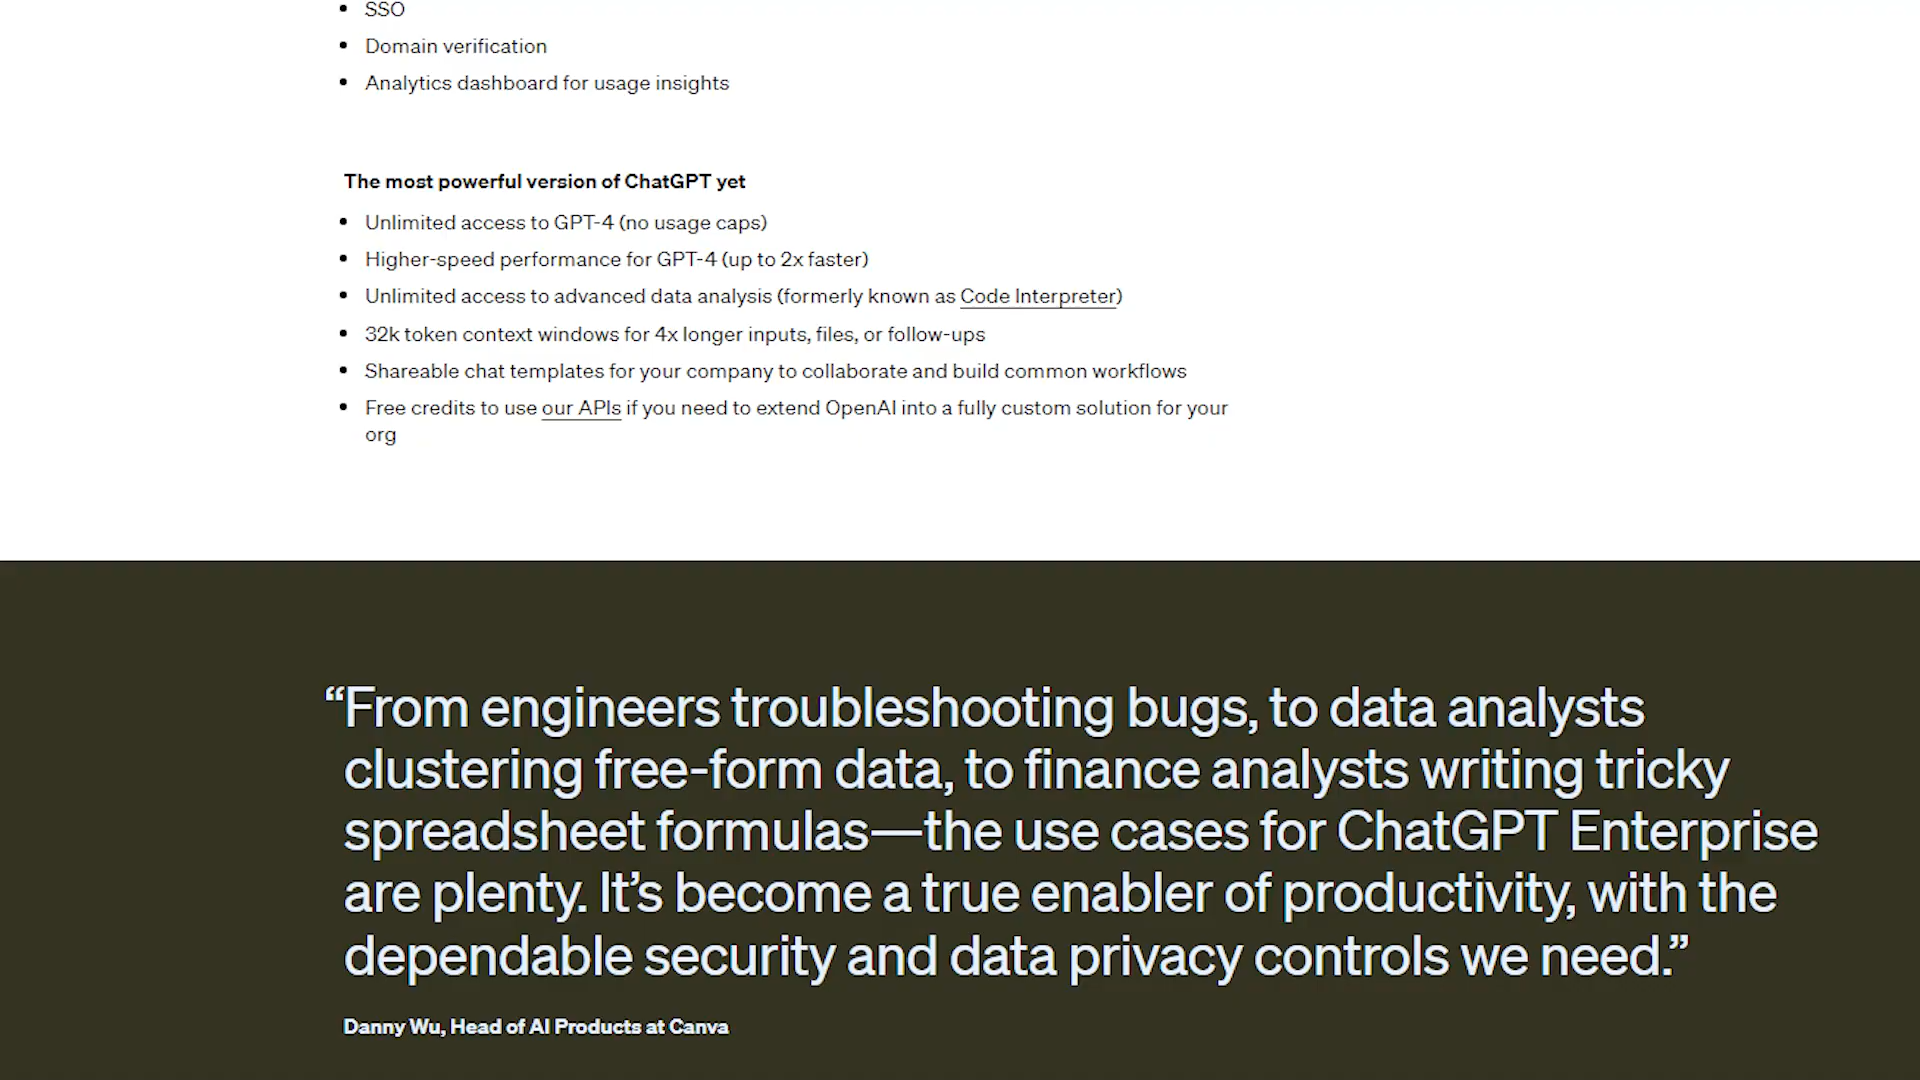 SSO
Domain verification
Analytics dashboard for usage insights
The most powerful version of ChatGPT yet
Unlimited access to GPT-4 (no usage caps)
Higher-speed performance for GPT-4 (up to 2x faster)
Unlimited access to advanced data analysis (formerly known as Code Interpreter)
32k token context windows for 4x longer inputs, files, or follow-ups
Shareable chat templates for your company to collaborate and build common workflows
Free credits to use our APIs if you need to extend OpenAI into a fully custom solution for your
org
“From engineers troubleshooting bugs, to data analysts
clustering free-form data, to finance analysts writing tricky
spreadsheet formulas—the use cases for ChatGPT Enterprise
are plenty. It’s become a true enabler of productivity, with the
dependable security and data privacy controls we need.”
Danny Wu, Head of AI Products at Canva